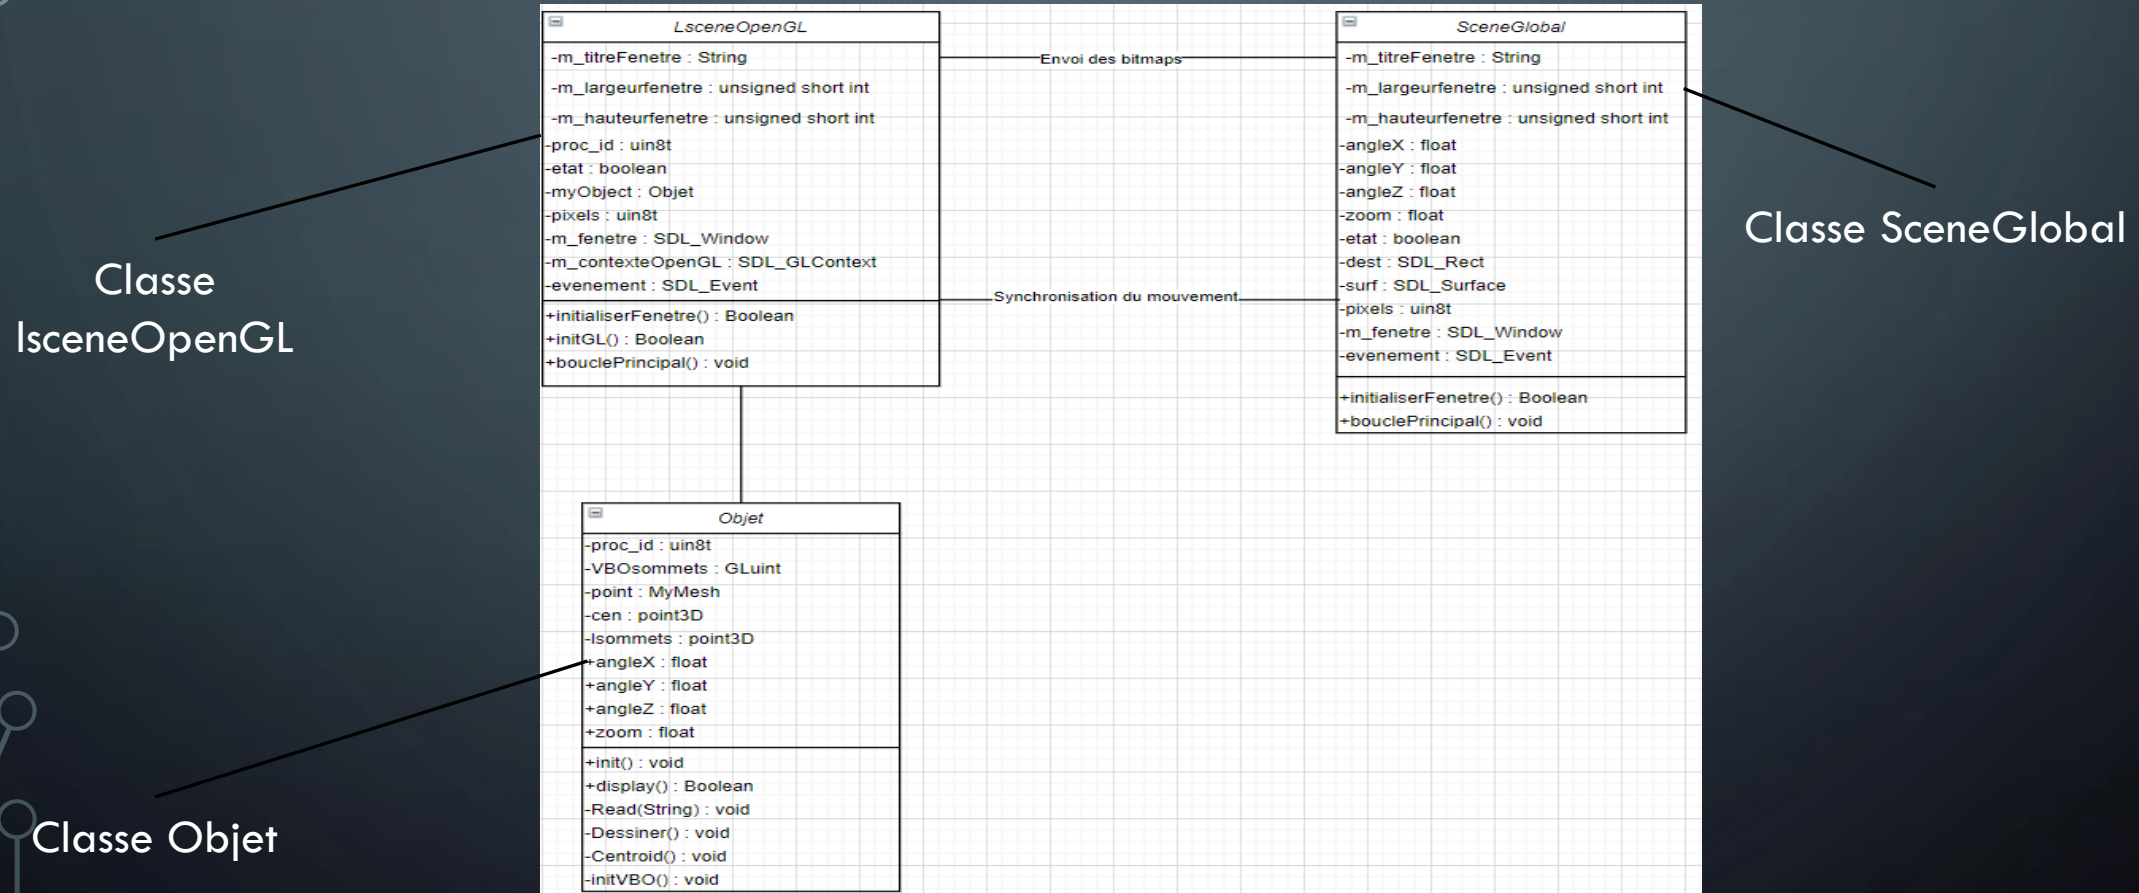 LsceneOpenGL
-m_titreFenetre : String
-m_largeurfenetre : unsigned short int
-m_hauteurfenetre : unsigned short int
-proc_id : uin8t
-etat : boolean
-myObject : Objet
-pixels : uin8t
-m_fenetre : SDL_Window
-m_contexteOpenGL : SDL_GLContext
-evenement : SDL_Event
+initialiserFenetre() : Boolean
+initGL() : Boolean
+bouclePrincipal() : void
Envoi des bitmaps
Synchronisation du mouvement
SceneGlobal
-m_titreFenetre : String
-m_largeurfenetre : unsigned short int
-m_hauteurfenetre : unsigned short int
-angleX : float
-angleY : float
-angleZ : float
-zoom : float
-etat : boolean
-dest : SDL_Rect
-surf : SDL_Surface
-pixels : uin8t
-m_fenetre : SDL_Window
-evenement : SDL_Event
+initialiserFenetre() : Boolean
+bouclePrincipal() : void
Classe SceneGlobal
Classe
lsceneOpenGL
Objet
-proc_id : uin8t
-VBOsommets : GLuint
-point : MyMesh
-cen : point3D
-lsommets : point3D
+angleX : float
+angleY : float
+angleZ : float
+zoom : float
+init() : void
+display() : Boolean
-Read(String) : void
-Dessiner() : void
-Centroid() : void
-initVBO() : void
Classe Objet